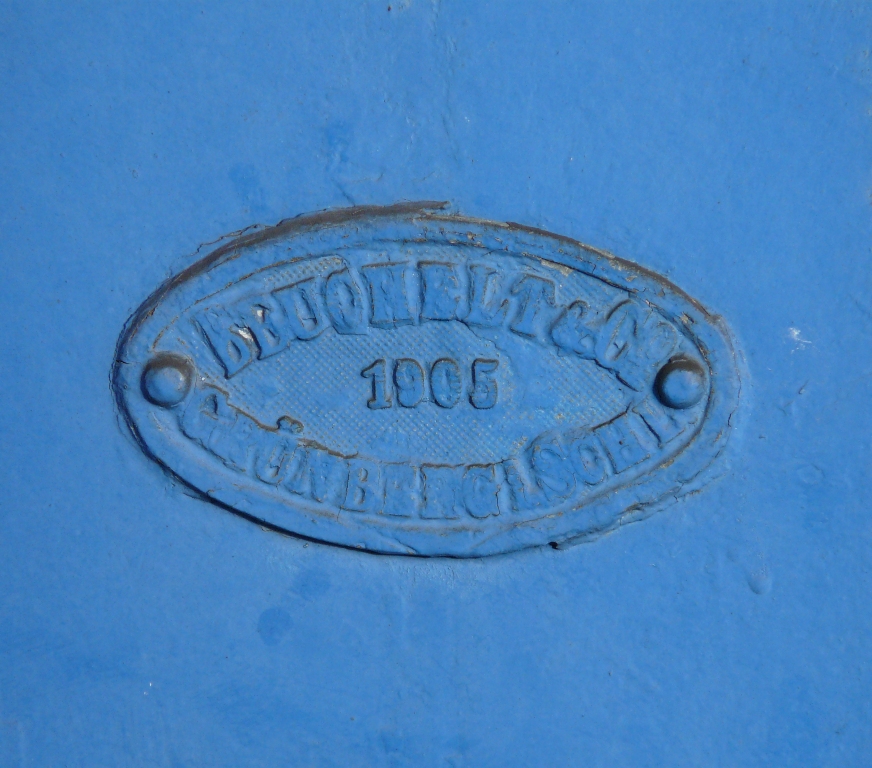 BEUCHELT & Co
1905
GRÜNBERG i. SCHL.